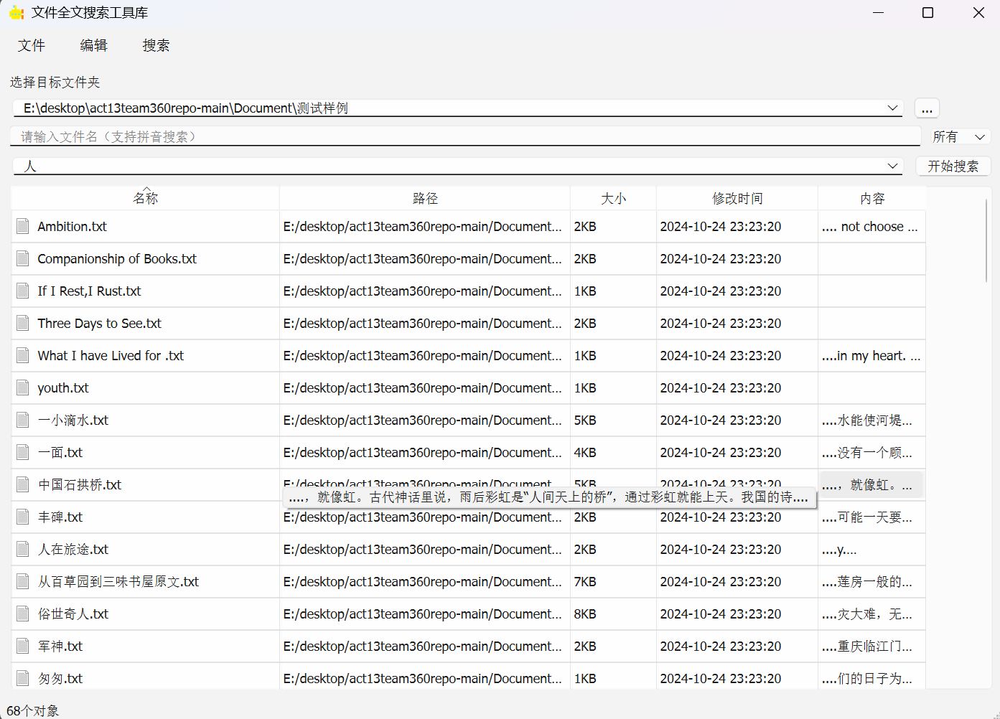 文件全文搜索工具库
文件 编辑 搜索
选择目标文件夹
E:\desktop\act13team360repo-main\Document\测试样例 ...
请输入文件名（支持拼音搜索） 所有
人 开始搜索
名称 路径 大小 修改时间 内容
Ambition.txt E:/desktop/act13team360repo-main/Document... 2KB 2024-10-24 23:23:20 .... not choose ...
Companionship of Books.txt E:/desktop/act13team360repo-main/Document... 2KB 2024-10-24 23:23:20
If I Rest,I Rust.txt E:/desktop/act13team360repo-main/Document... 1KB 2024-10-24 23:23:20
Three Days to See.txt E:/desktop/act13team360repo-main/Document... 2KB 2024-10-24 23:23:20
What I have Lived for .txt E:/desktop/act13team360repo-main/Document... 1KB 2024-10-24 23:23:20 ....in my heart. ...
youth.txt E:/desktop/act13team360repo-main/Document... 1KB 2024-10-24 23:23:20
一小滴水.txt E:/desktop/act13team360repo-main/Document... 5KB 2024-10-24 23:23:20 ....水能使河堤...
一面.txt E:/desktop/act13team360repo-main/Document... 4KB 2024-10-24 23:23:20 ....没有一个顾...
中国石拱桥.txt E:/desktop/act13team360repo-main/Document... 5KB 2024-10-24 23:23:20 ....，就像虹。...
....，就像虹。古代神话里说，雨后彩虹是“人间天上的桥”，通过彩虹就能上天。我国的诗....
丰碑.txt E:/desktop/act13team360repo-main/Document... 2KB 2024-10-24 23:23:20 ....可能一天要...
人在旅途.txt E:/desktop/act13team360repo-main/Document... 2KB 2024-10-24 23:23:20 ....y....
从百草园到三味书屋原文.txt E:/desktop/act13team360repo-main/Document... 7KB 2024-10-24 23:23:20 ....莲房一般的...
俗世奇人.txt E:/desktop/act13team360repo-main/Document... 8KB 2024-10-24 23:23:20 ....灾大难，无...
军神.txt E:/desktop/act13team360repo-main/Document... 2KB 2024-10-24 23:23:20 ....重庆临江门...
匆匆.txt E:/desktop/act13team360repo-main/Document... 1KB 2024-10-24 23:23:20 ....们的日子为...
68个对象